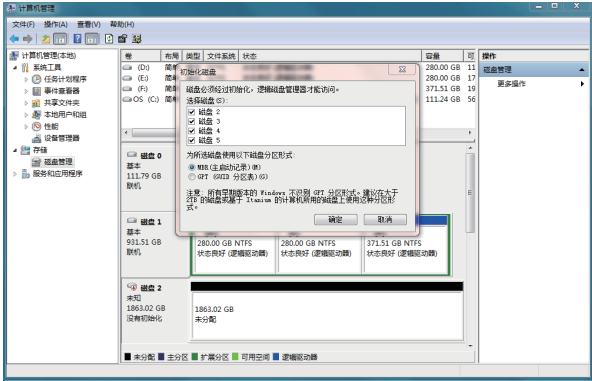 计算机管理
文件(F) 操作(A) 查看(V) 帮助(H)
计算机管理(本地)
系统工具
任务计划程序
事件查看器
共享文件夹
本地用户和组
性能
设备管理器
存储
磁盘管理
服务和应用程序
卷 布局 类型 文件系统 状态 容量 可
(D:) 280.00 GB 11
(E:) 280.00 GB 17
(F:) 371.51 GB 19
OS (C:) 111.24 GB 56
初始化磁盘
磁盘必须经过初始化，逻辑磁盘管理器才能访问。
选择磁盘(S):
磁盘 2
磁盘 3
磁盘 4
磁盘 5
为所选磁盘使用以下磁盘分区形式:
MBR(主启动记录)(M)
GPT (GUID 分区表)(G)
注意: 所有早期版本的 Windows 不识别 GPT 分区形式。建议在大于
2TB 的磁盘或基于 Itanium 的计算机所用的磁盘上使用这种分区形
式。
确定 取消
磁盘 0
基本
111.79 GB
联机
磁盘 1
基本
931.51 GB
联机
280.00 GB NTFS
状态良好 (逻辑驱动器)
280.00 GB NTFS
状态良好 (逻辑驱动器)
371.51 GB NTFS
状态良好 (逻辑驱动器)
磁盘 2
未知
1863.02 GB
没有初始化
1863.02 GB
未分配
未分配 主分区 扩展分区 可用空间 逻辑驱动器
操作
磁盘管理
更多操作